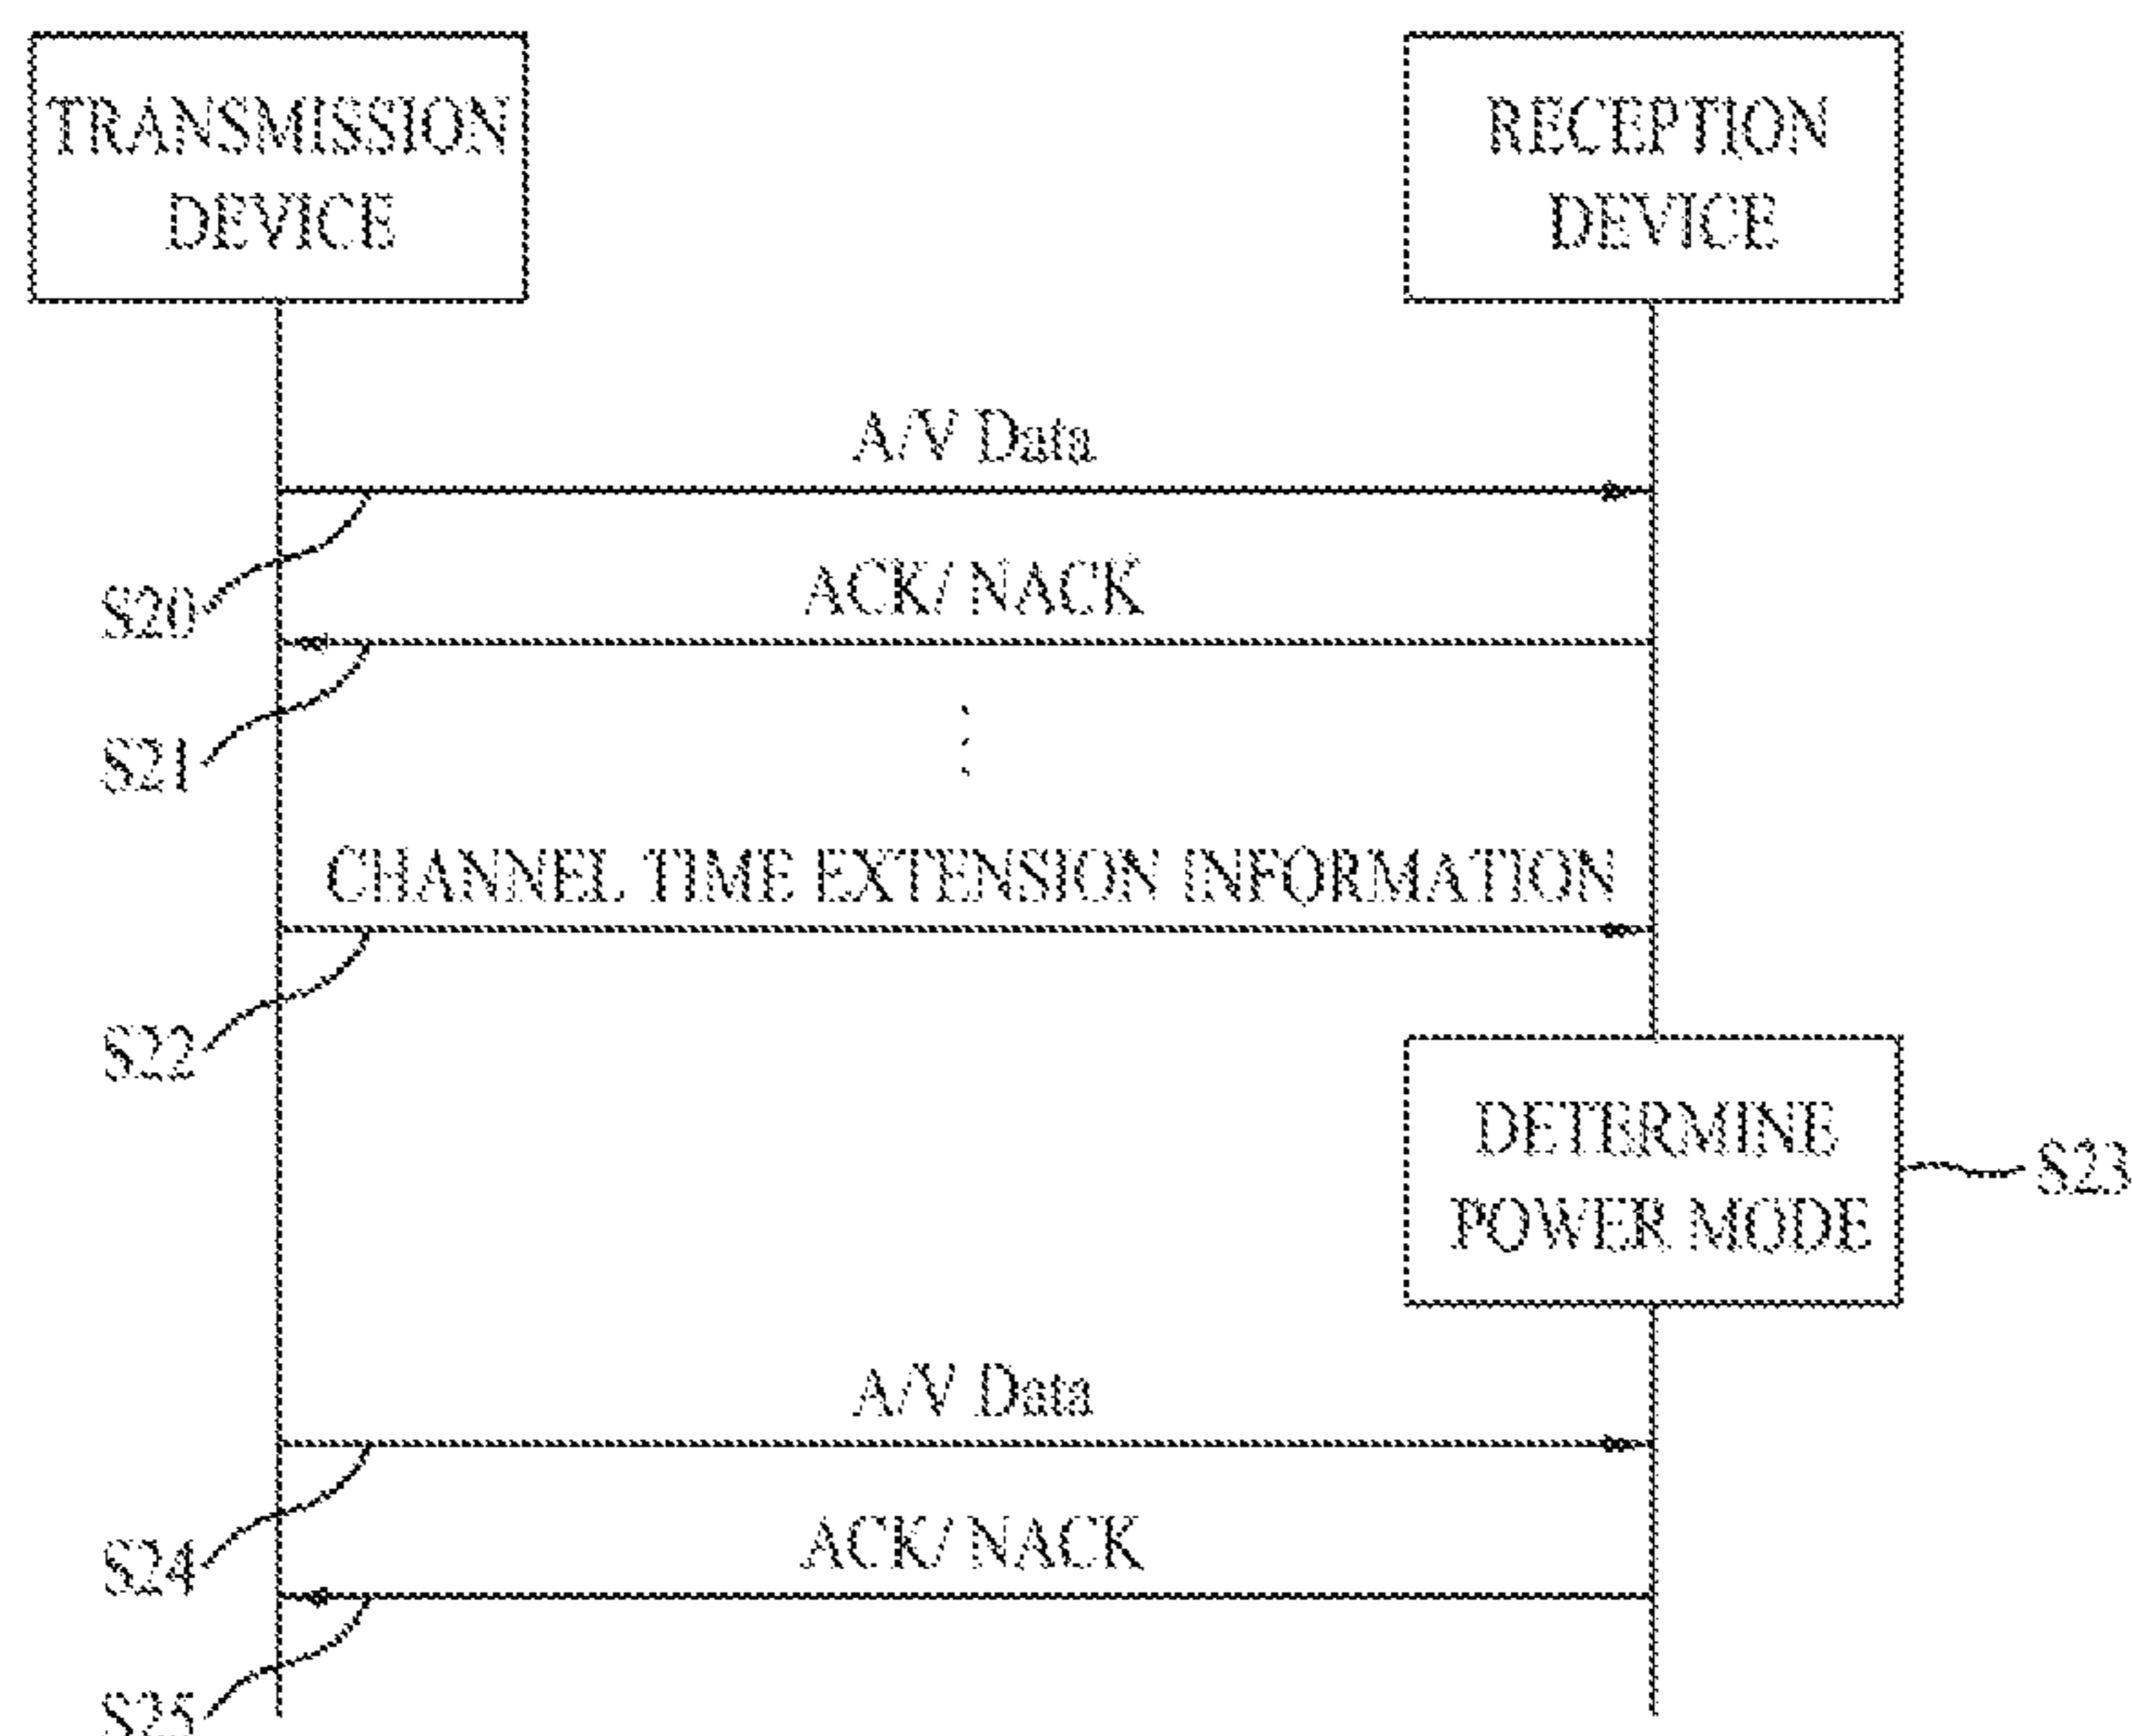 TRANSMISSION
DEVICE
RECEPTION
DEVICE
A/V Data
S20
ACK/ NACK
S21
CHANNEL TIME EXTENSION INFORMATION
S22
DETERMINE
POWER MODE
S23
A/V Data
S24
ACK/ NACK
S25